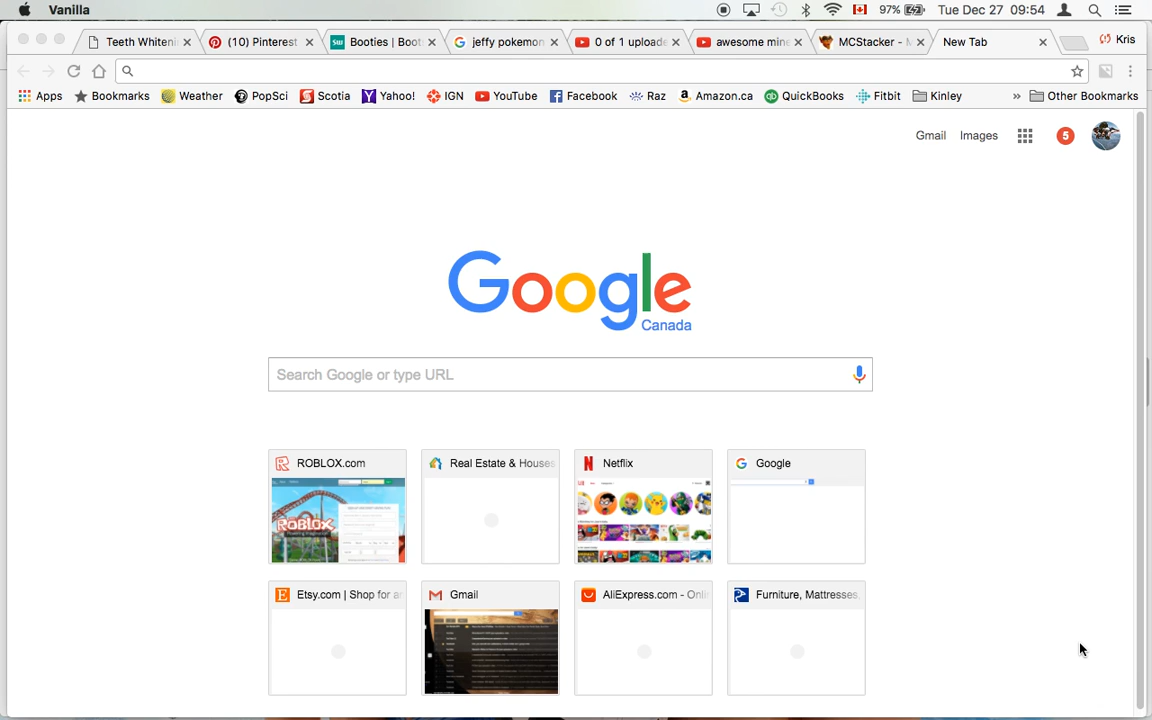 Vanilla 97% Tue Dec 27 09:54
Teeth Whitenin (10) Pinterest Booties | Boot jeffy pokemon 0 of 1 uploade awesome mine MCStacker - M New Tab Kris
Apps Bookmarks Weather PopSci Scotia Yahoo! IGN YouTube Facebook Raz Amazon.ca QuickBooks Fitbit Kinley » Other Bookmarks
Gmail Images 5
Google
Canada
Search Google or type URL
ROBLOX.com Real Estate & Houses Netflix Google
ROBLOX
Etsy.com | Shop for an Gmail AliExpress.com - Onli Furniture, Mattresses,